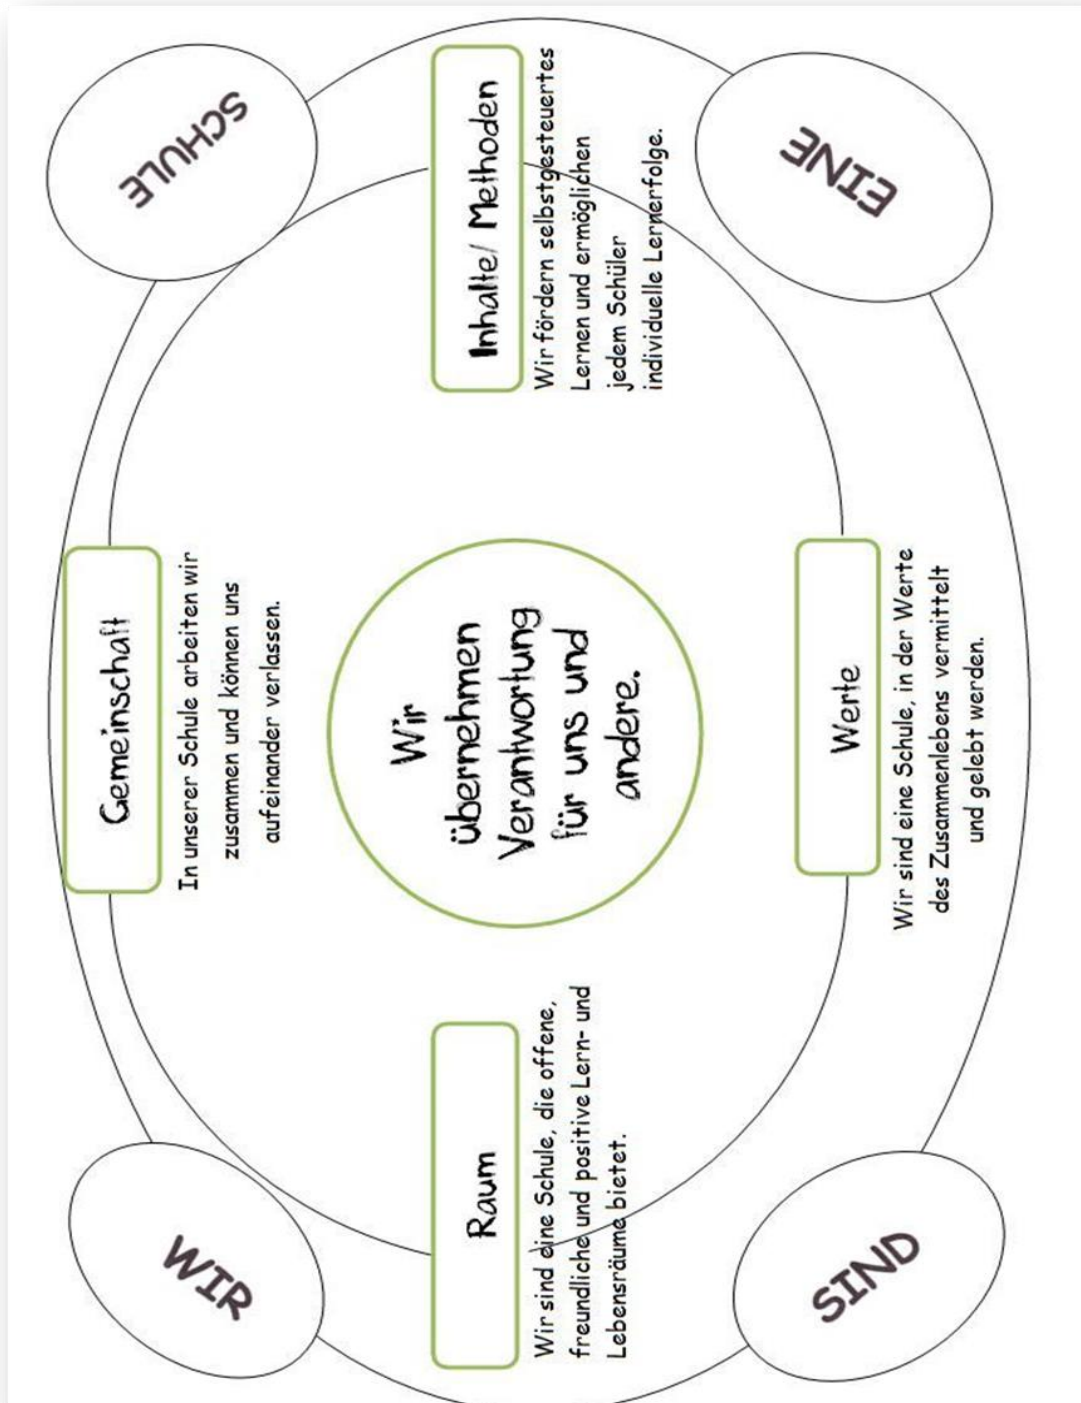 WIR
SIND
EINE
SCHULE
Gemeinschaft
In unserer Schule arbeiten wir
zusammen und können uns
aufeinander verlassen.
Raum
Wir sind eine Schule, die offene,
freundliche und positive Lern- und
Lebensräume bietet.
Wir
übernehmen
Verantwortung
für uns und
andere.
Inhalte/ Methoden
Wir fördern selbstgesteuertes
Lernen und ermöglichen
jedem Schüler
individuelle Lernerfolge.
Werte
Wir sind eine Schule, in der Werte
des Zusammenlebens vermittelt
und gelebt werden.